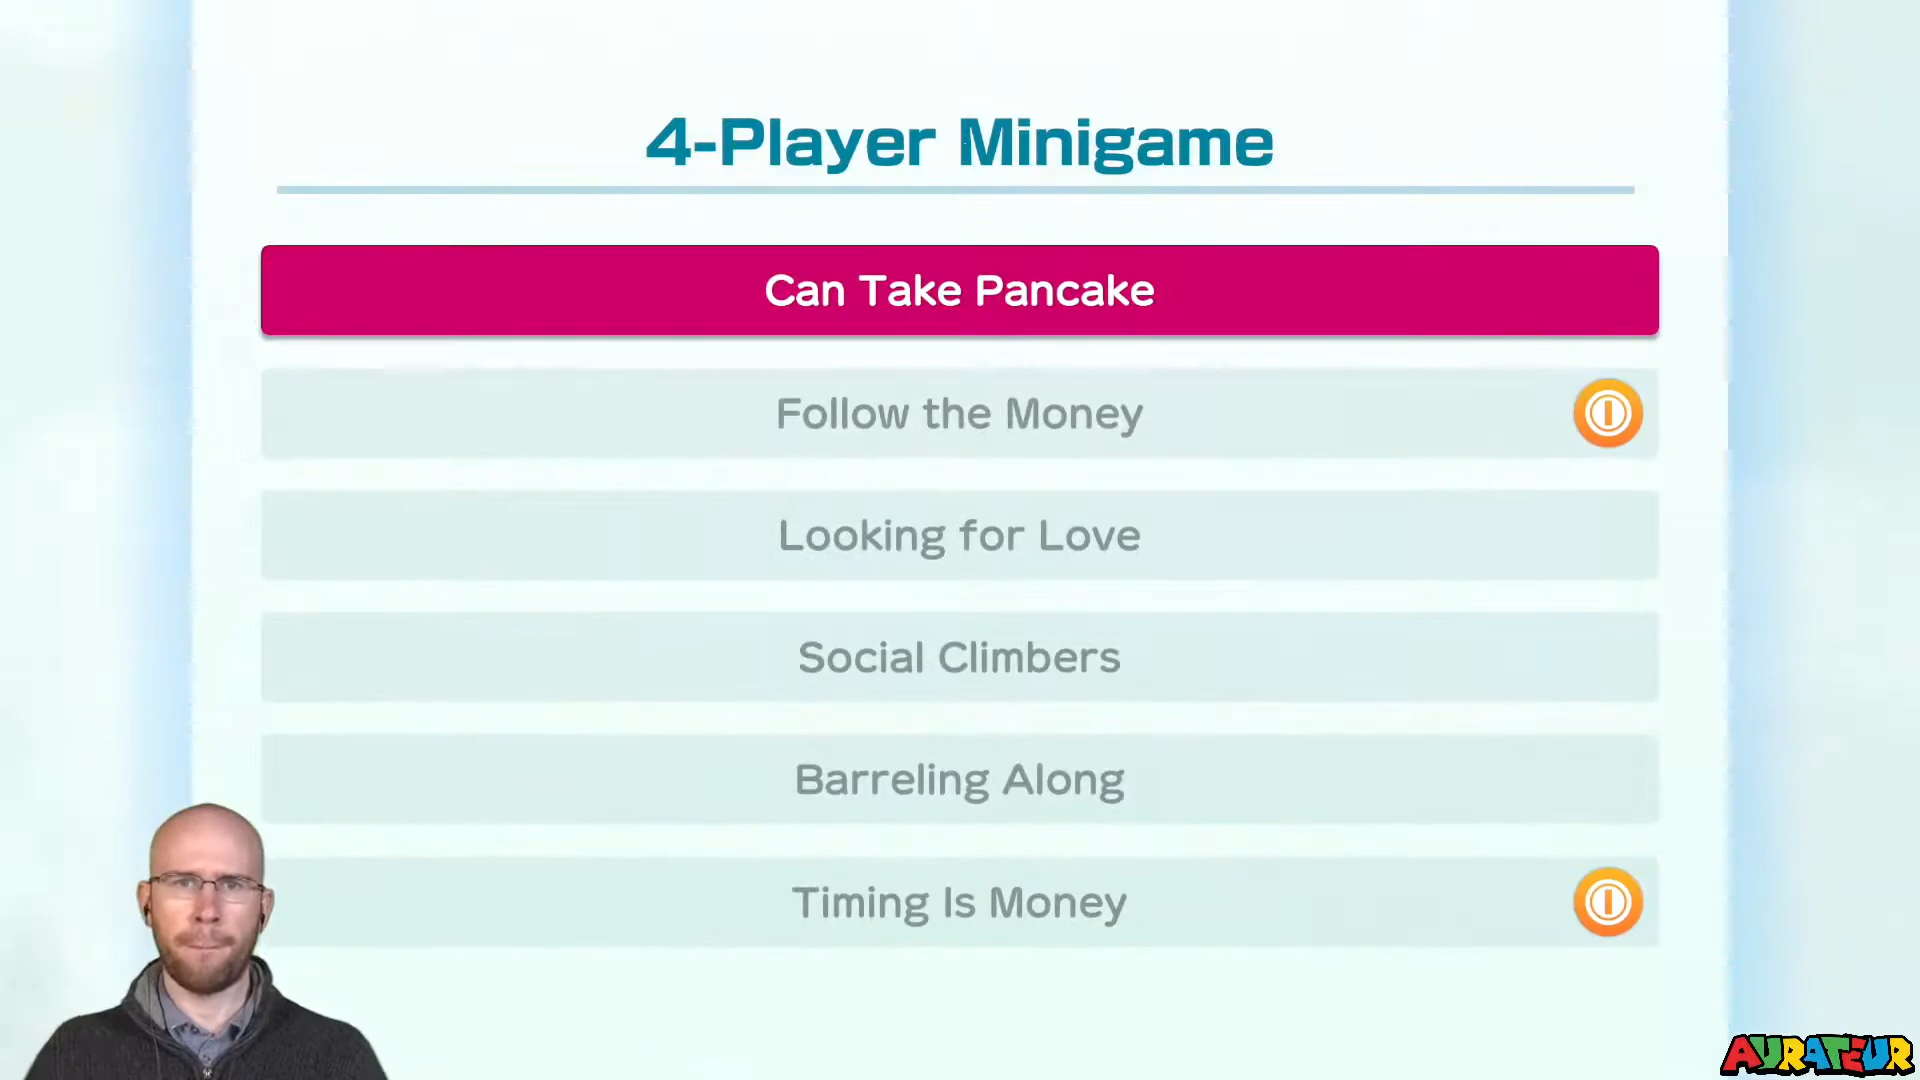 4-Player Minigame
Can Take Pancake
Follow the Money
Looking for Love
Social Climbers
Barreling Along
Timing Is Money
AURATEUR